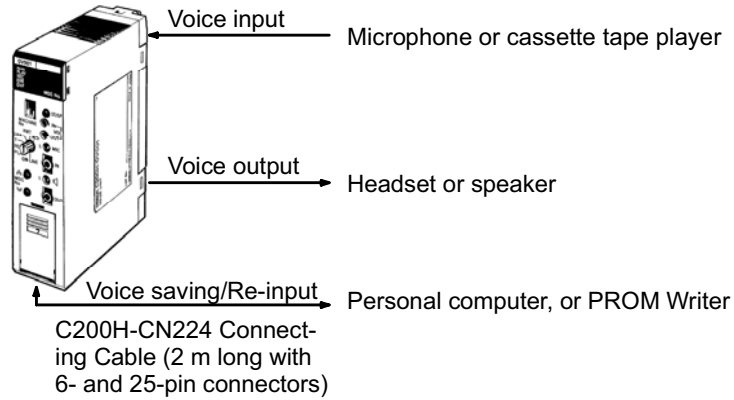 Voice input
Microphone or cassette tape player
Voice output
Headset or speaker
Voice saving/Re-input
Personal computer, or PROM Writer
C200H-CN224 Connect-
ing Cable (2 m long with
6- and 25-pin connectors)